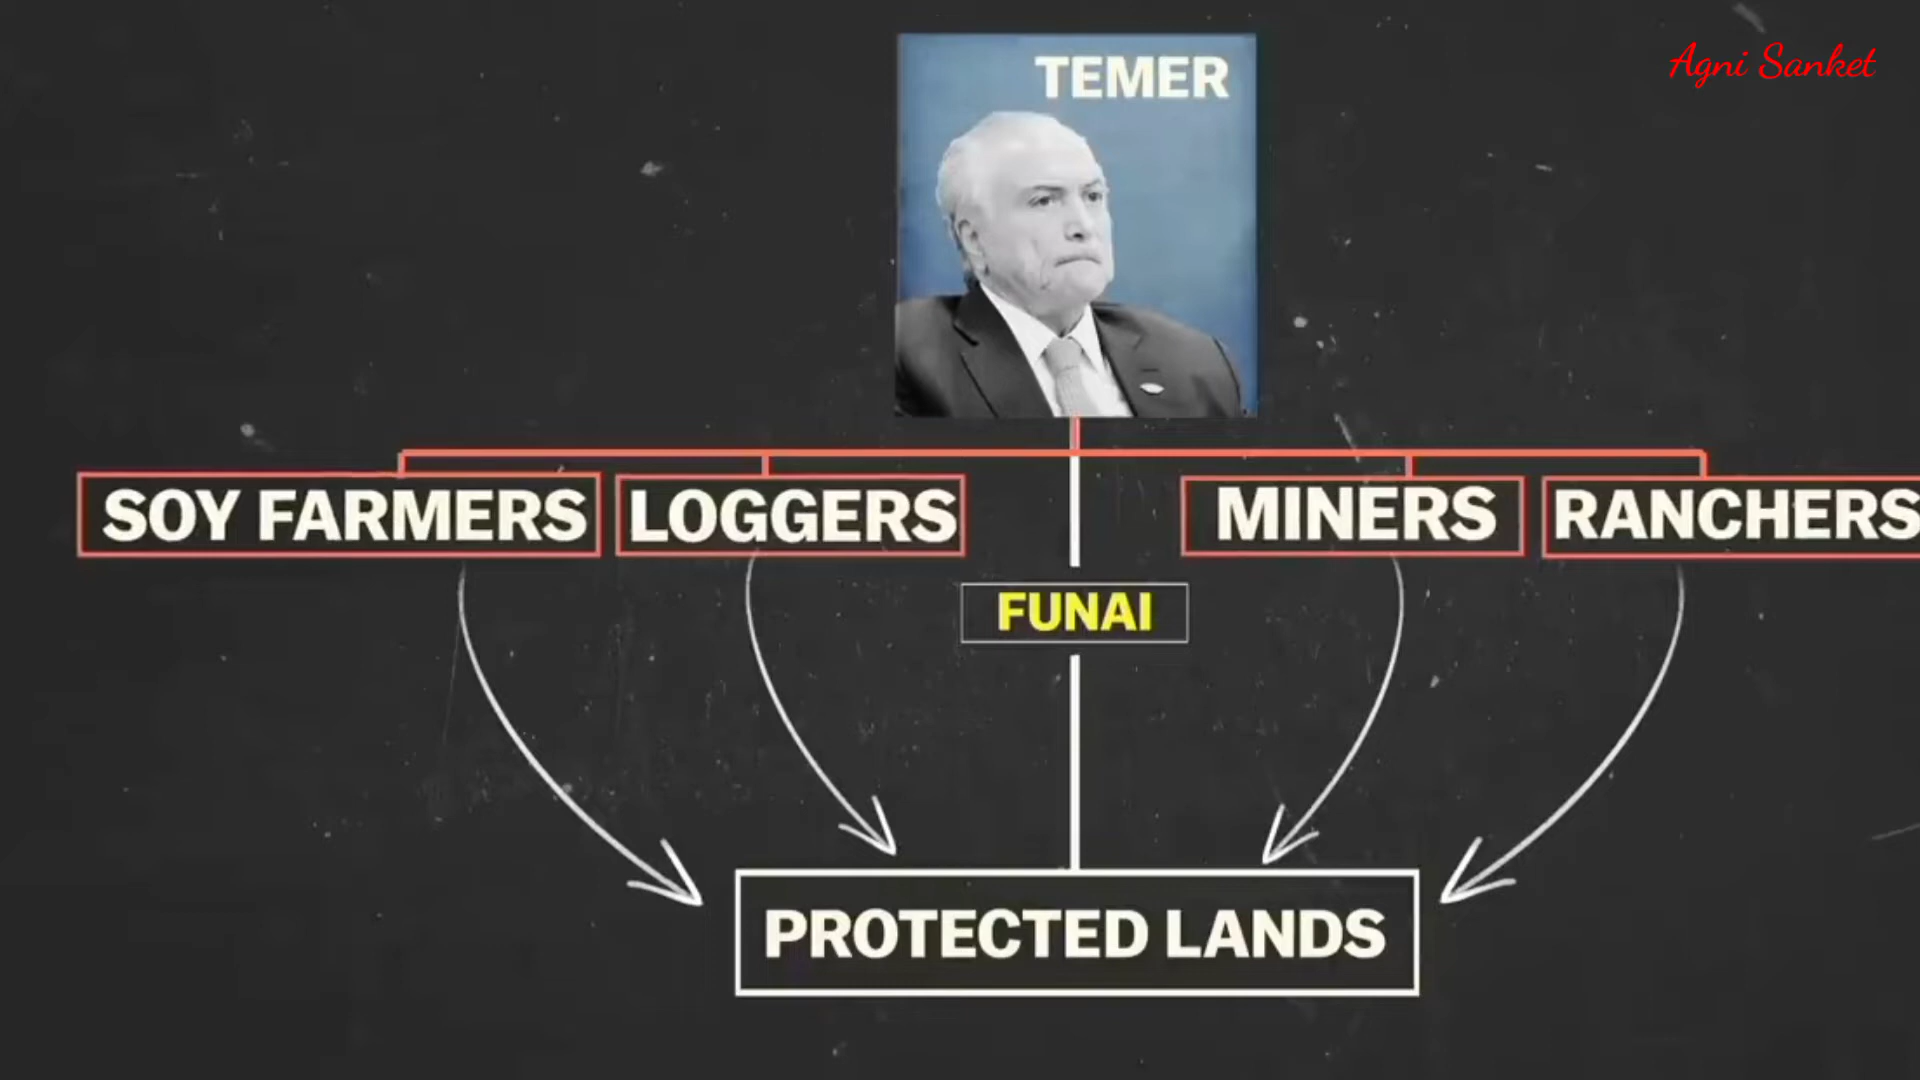 Agni Sanket
TEMER
SOY FARMERS
LOGGERS
MINERS
RANCHERS
FUNAI
PROTECTED LANDS